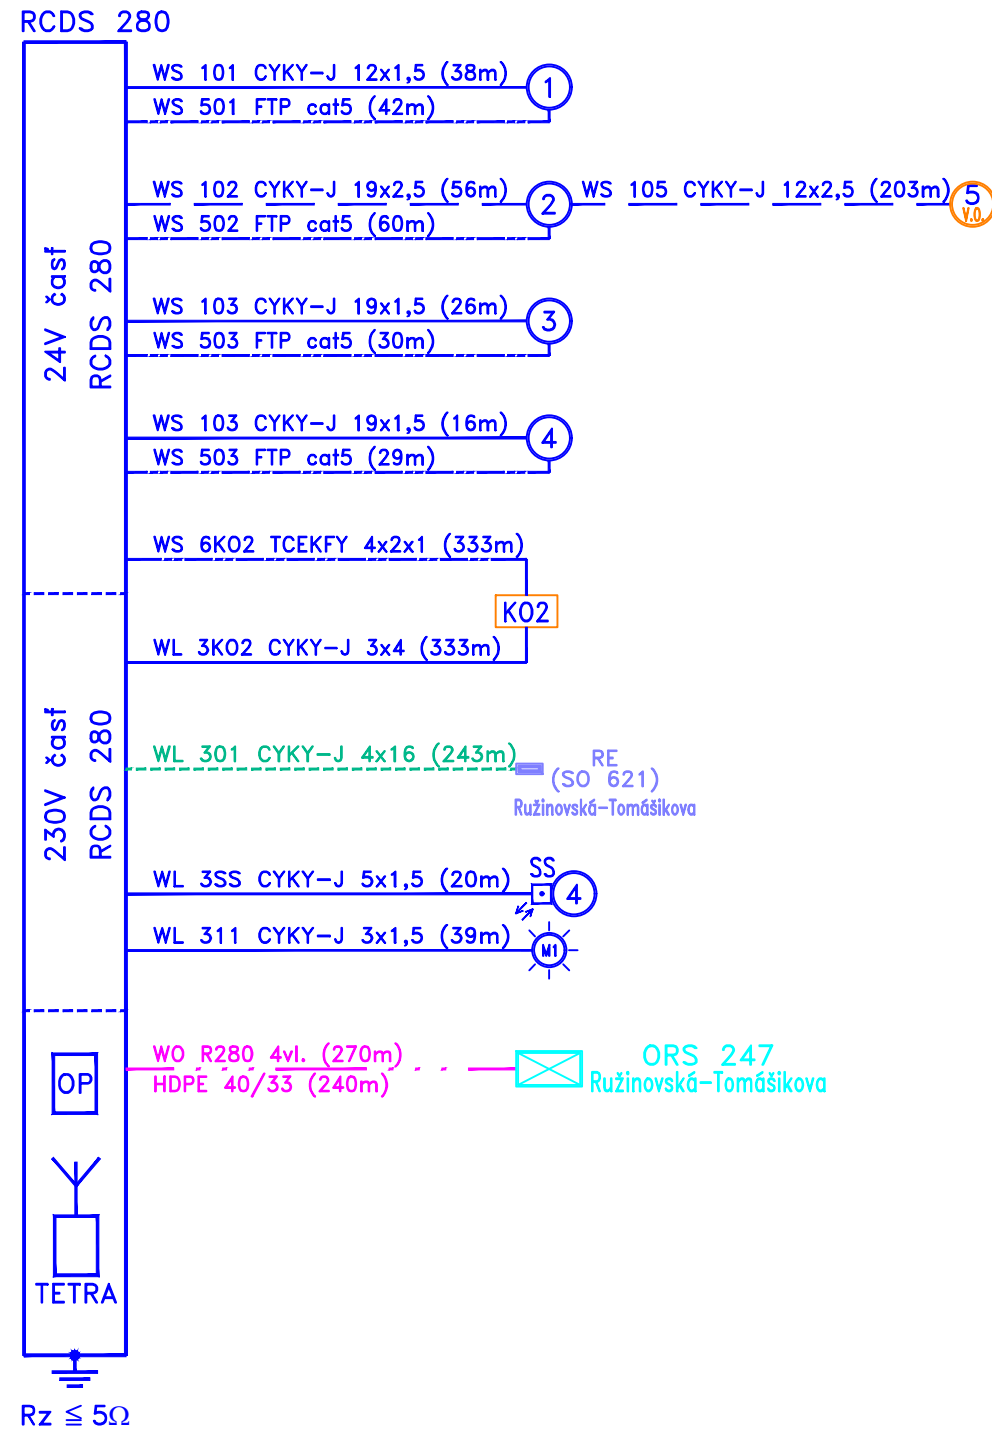 RCDS 280
WS 101 CYKY-J 12x1,5 (38m)
1
WS 501 FTP cat5 (42m)
WS 102 CYKY-J 19x2,5 (56m)
2
WS 105 CYKY-J 12x2,5 (203m)
5
V.O.
WS 502 FTP cat5 (60m)
24V časť
RCDS 280
WS 103 CYKY-J 19x1,5 (26m)
3
WS 503 FTP cat5 (30m)
WS 103 CYKY-J 19x1,5 (16m)
4
WS 503 FTP cat5 (29m)
WS 6KO2 TCEKFY 4x2x1 (333m)
KO2
WL 3KO2 CYKY-J 3x4 (333m)
230V časť
RCDS 280
WL 301 CYKY-J 4x16 (243m)
RE
(SO 621)
Ružinovská-Tomášikova
SS
WL 3SS CYKY-J 5x1,5 (20m)
4
WL 311 CYKY-J 3x1,5 (39m)
M1
WO R280 4vl. (270m)
HDPE 40/33 (240m)
ORS 247
Ružinovská-Tomášikova
OP
TETRA
Rz ≦ 5Ω